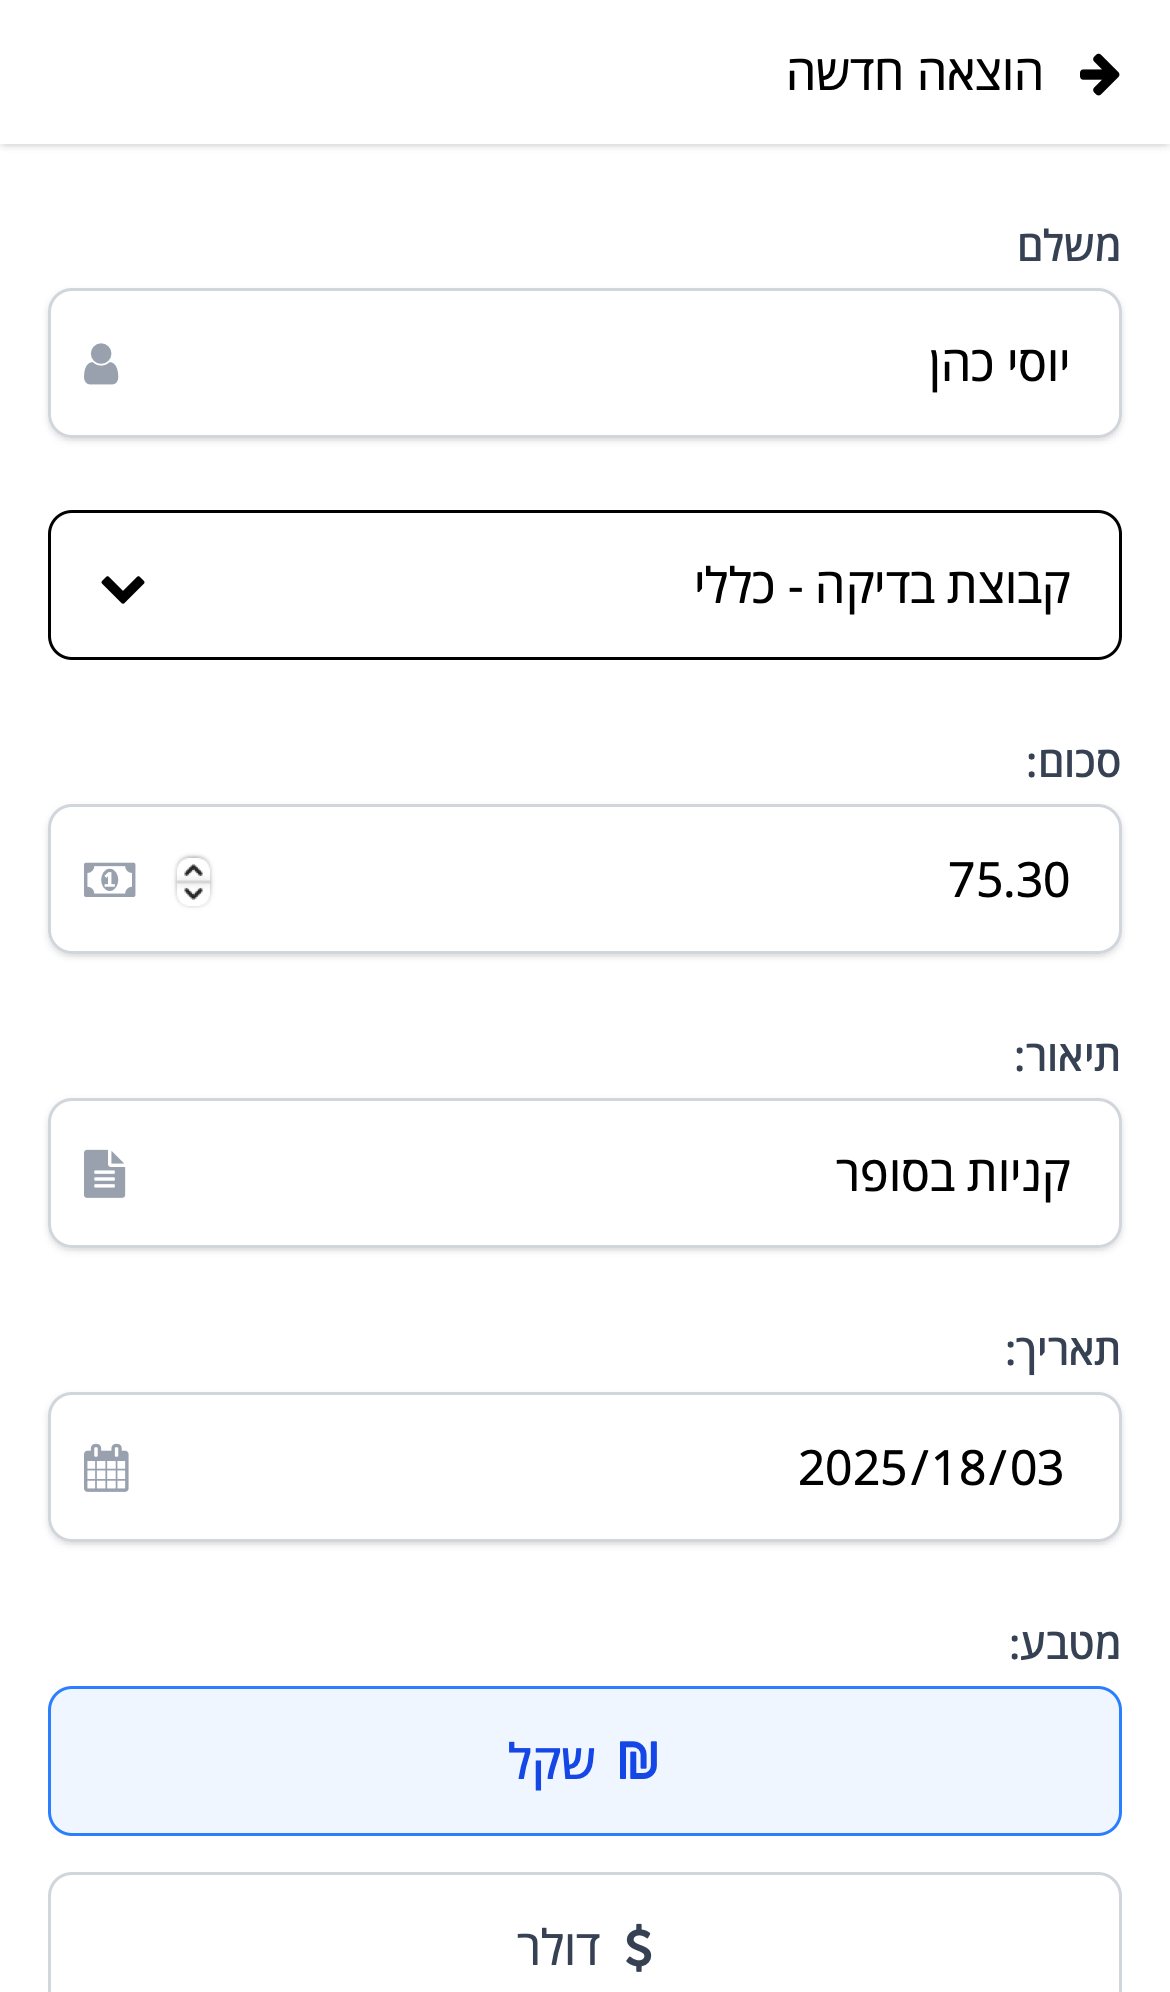 הוצאה חדשה
משלם
יוסי כהן
קבוצת בדיקה - כללי
סכום:
75.30
תיאור:
קניות בסופר
תאריך:
2025/18/03
מטבע:
₪ שקל
$ דולר